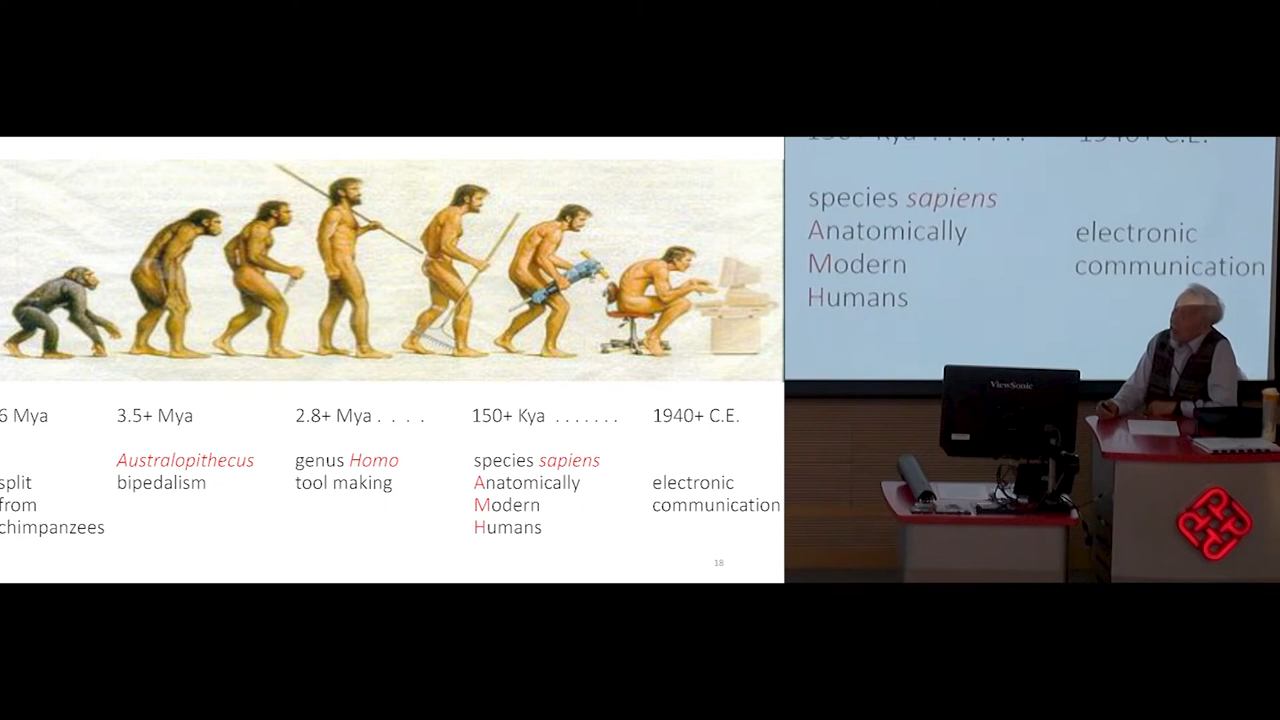 6 Mya
split
from
chimpanzees
3.5+ Mya
Australopithecus
bipedalism
2.8+ Mya . . . .
genus Homo
tool making
150+ Kya . . . . . . .
species sapiens
Anatomically
Modern
Humans
1940+ C.E.
electronic
communication
18
species sapiens
Anatomically
Modern
Humans
electronic
communication
ViewSonic